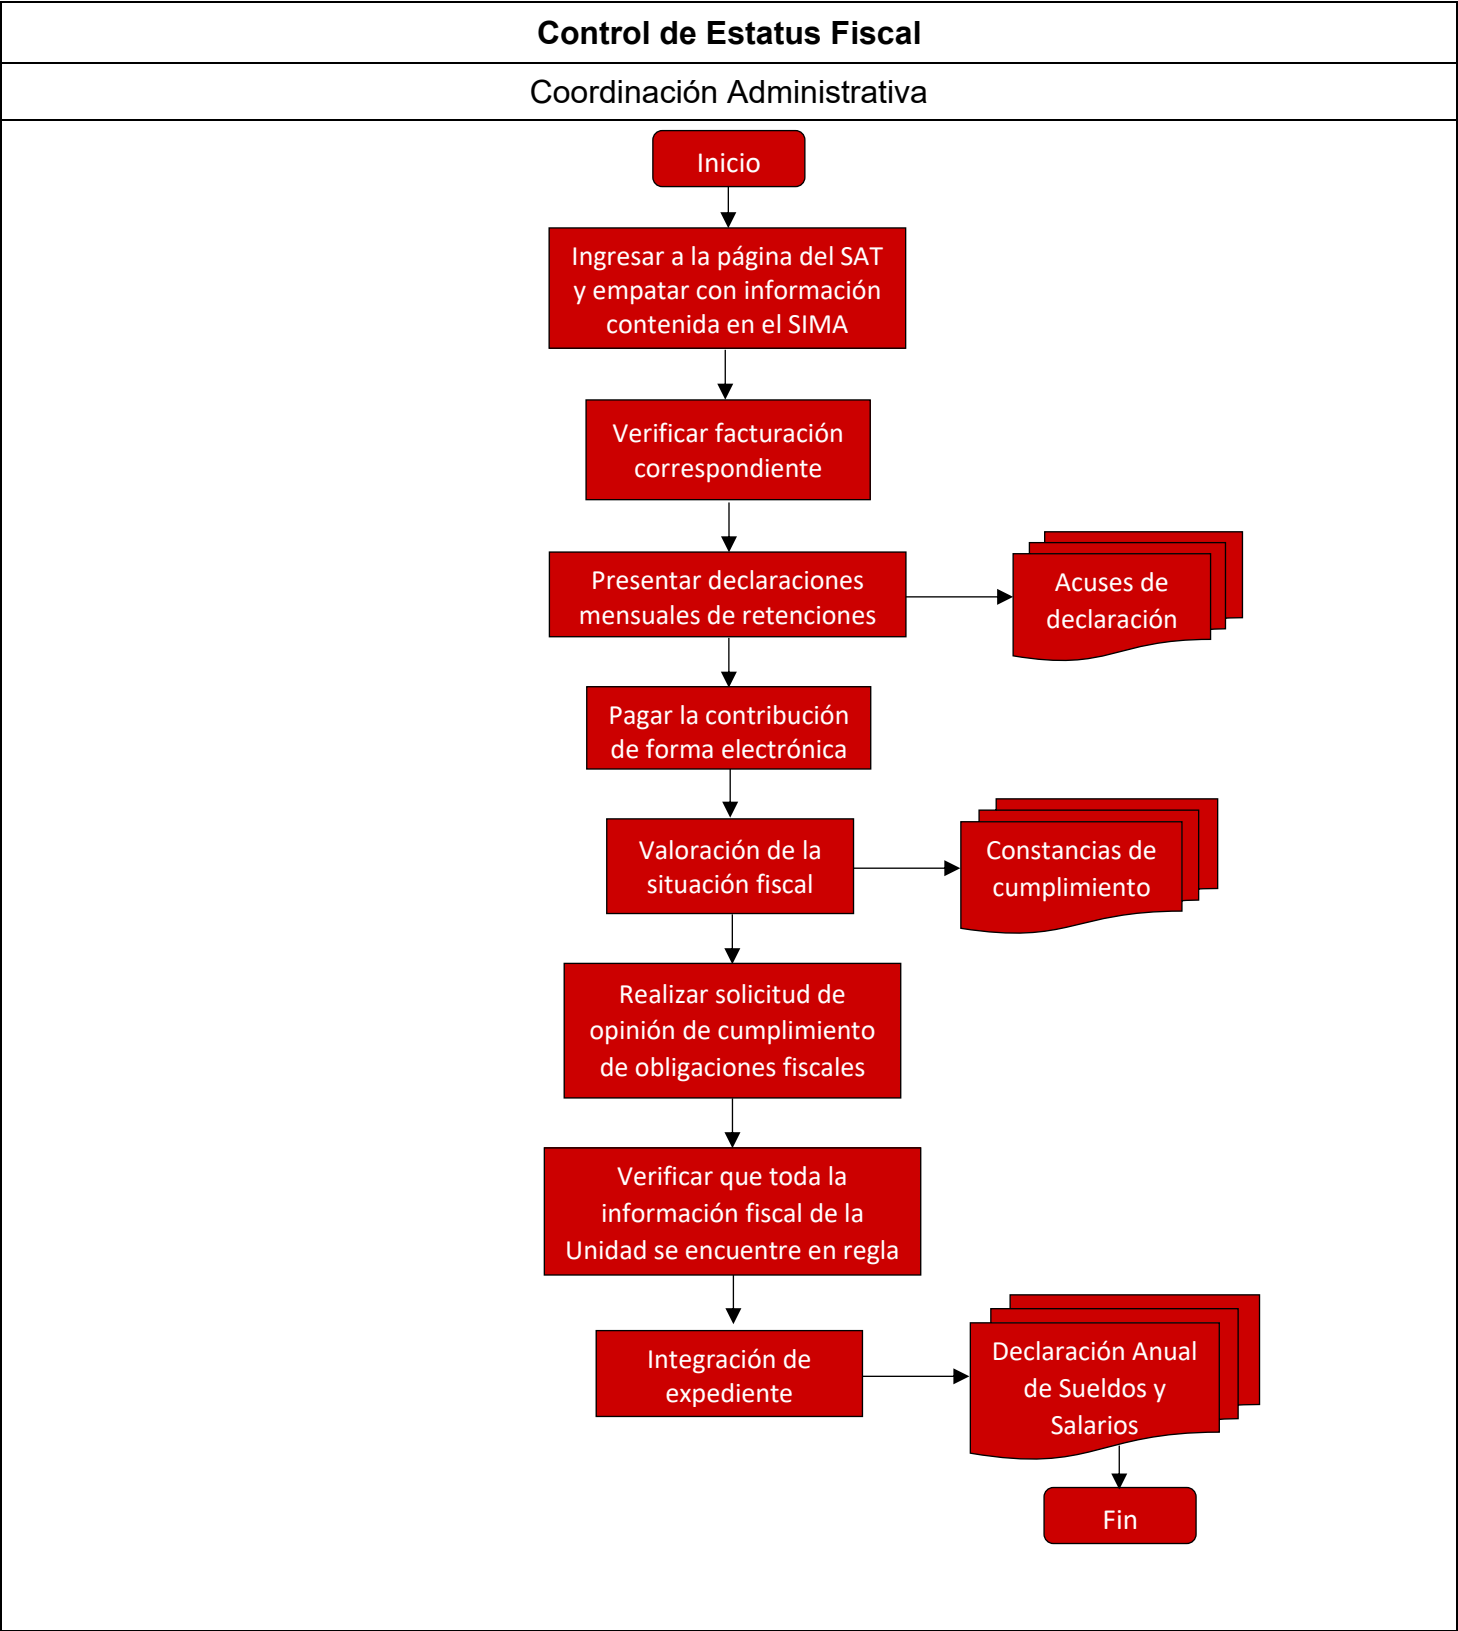 Control de Estatus Fiscal
Coordinación Administrativa
Inicio
Ingresar a la página del SAT
y empatar con información
contenida en el SIMA
Verificar facturación
correspondiente
Presentar declaraciones
mensuales de retenciones
Acuses de
declaración
Pagar la contribución
de forma electrónica
Valoración de la
situación fiscal
Constancias de
cumplimiento
Realizar solicitud de
opinión de cumplimiento
de obligaciones fiscales
Verificar que toda la
información fiscal de la
Unidad se encuentre en regla
Integración de
expediente
Declaración Anual
de Sueldos y
Salarios
Fin